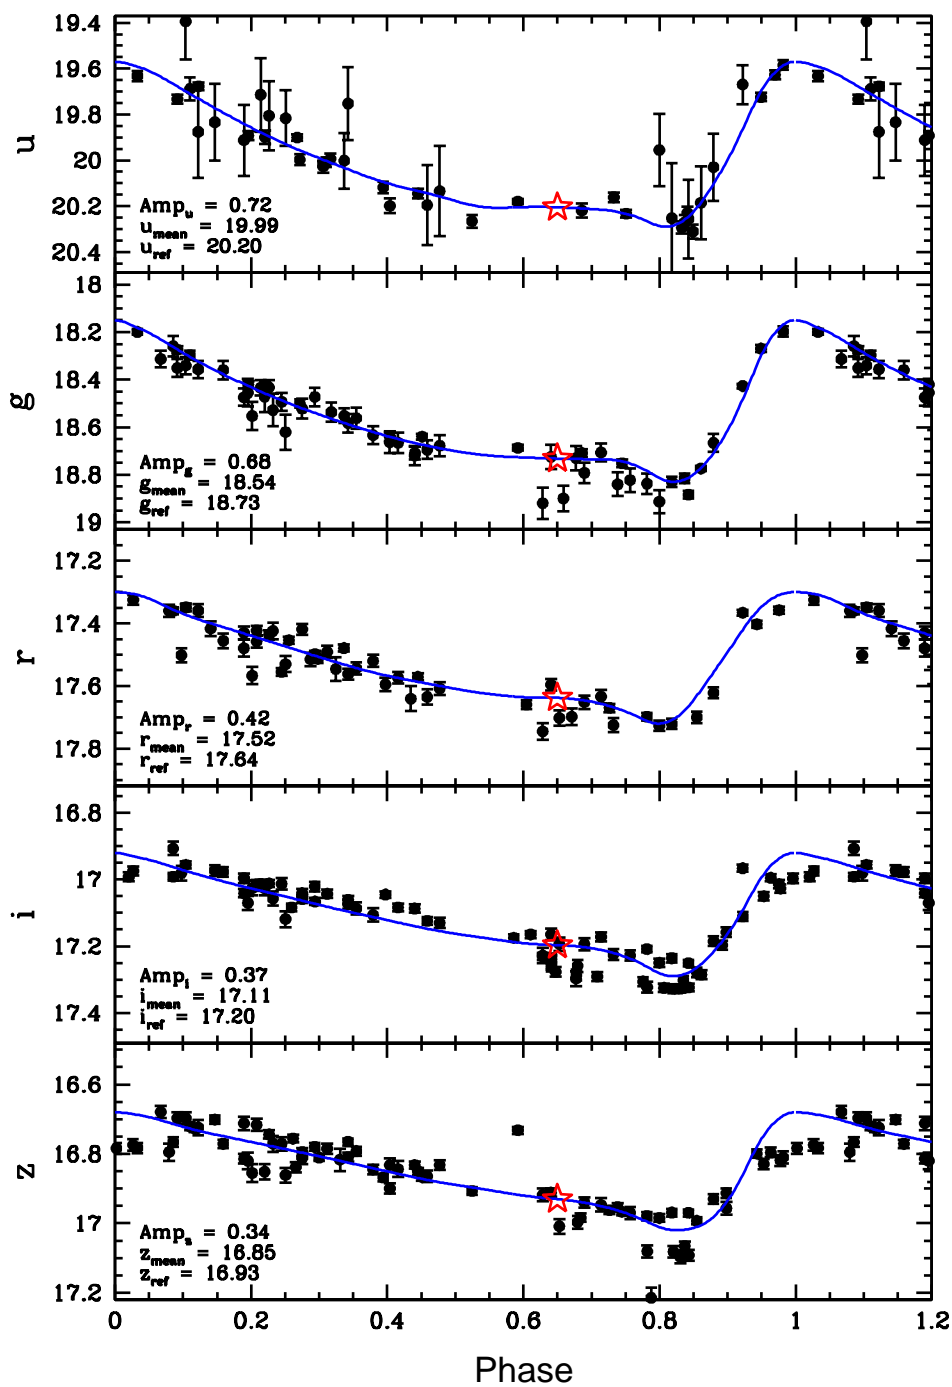 19.4
19.6
19.8
20
20.2
20.4
u
Amp_u = 0.72
u_mean = 19.99
u_ref = 20.20
18
18.2
18.4
18.6
18.8
19
g
Amp_g = 0.68
g_mean = 18.54
g_ref = 18.73
17.2
17.4
17.6
17.8
r
Amp_r = 0.42
r_mean = 17.52
r_ref = 17.64
16.8
17
17.2
17.4
i
Amp_i = 0.37
i_mean = 17.11
i_ref = 17.20
16.6
16.8
17
17.2
z
Amp_z = 0.34
z_mean = 16.85
z_ref = 16.93
0 0.2 0.4 0.6 0.8 1 1.2
Phase